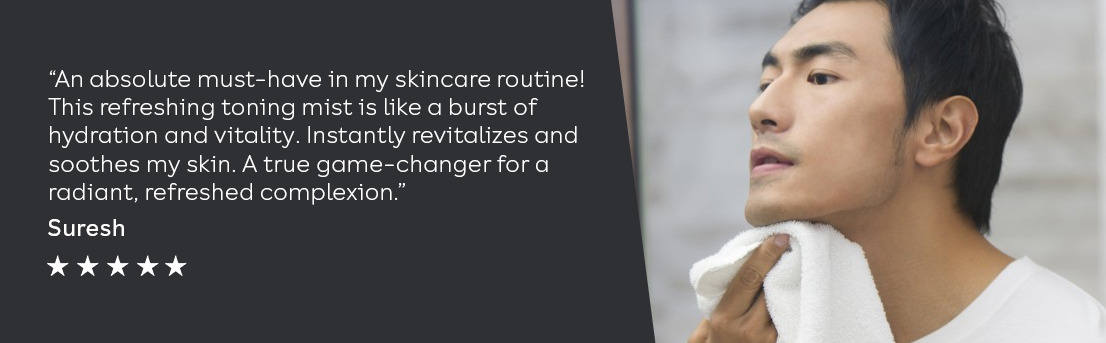 “An absolute must-have in my skincare routine!
This refreshing toning mist is like a burst of
hydration and vitality. Instantly revitalizes and
soothes my skin. A true game-changer for a
radiant, refreshed complexion.”
Suresh
★★★★★